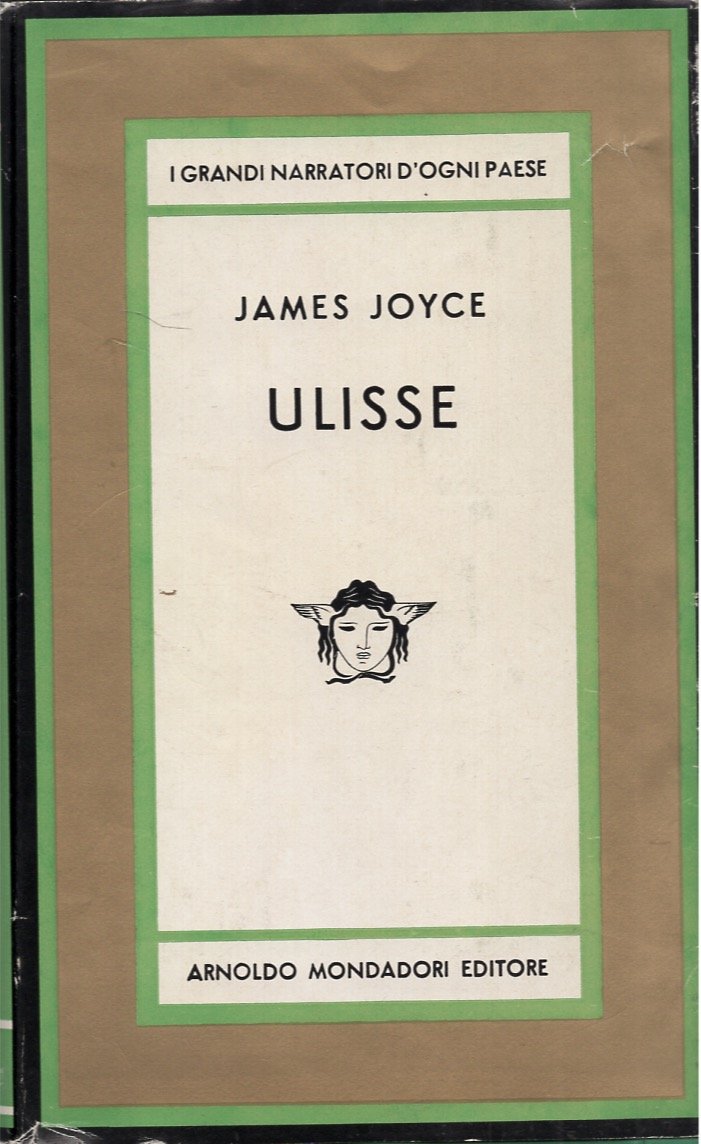 I GRANDI NARRATORI D'OGNI PAESE
JAMES JOYCE
ULISSE
ARNOLDO MONDADORI EDITORE